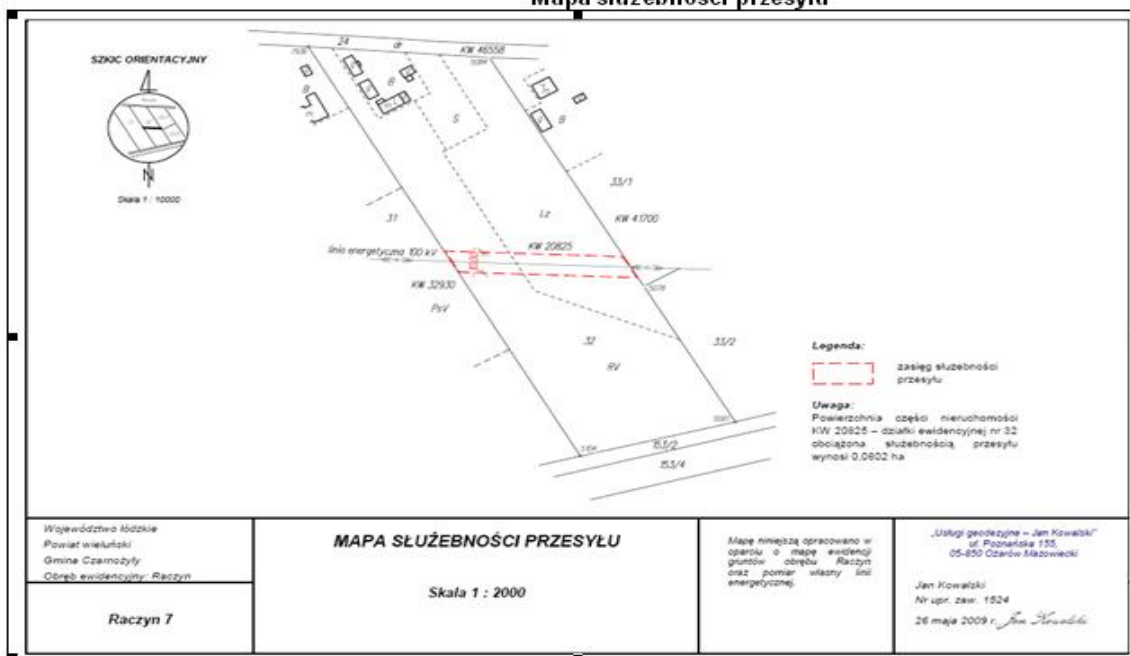 Mapa służebności przesyłu
SZKIC ORIENTACYJNY
N
Skala 1 : 10000
24
dr
KW 46558
B
B
S
B
33/1
31
Lz
KW 41700
linia energetyczna 100 kV
KW 20825
KW 32930
PsV
32
33/2
RV
153/2
153/4
Legenda:
zasięg służebności
przesyłu
Uwaga:
Powierzchnia części nieruchomości
KW 20825 – działki ewidencyjnej nr 32
obciążona służebnością przesyłu
wynosi 0,0802 ha
Województwo łódzkie
Powiat wieluński
Gmina Czarnożyły
Obręb ewidencyjny: Raczyn
Raczyn 7
MAPA SŁUŻEBNOŚCI PRZESYŁU
Skala 1 : 2000
Mapę niniejszą opracowano w
oparciu o mapę ewidencji
gruntów obrębu Raczyn
oraz pomiar własny linii
energetycznej.
„Usługi geodezyjne – Jan Kowalski"
ul. Poznańska 155,
05-850 Ożarów Mazowiecki
Jan Kowalski
Nr upr. zaw. 1524
26 maja 2009 r. Jan Kowalski